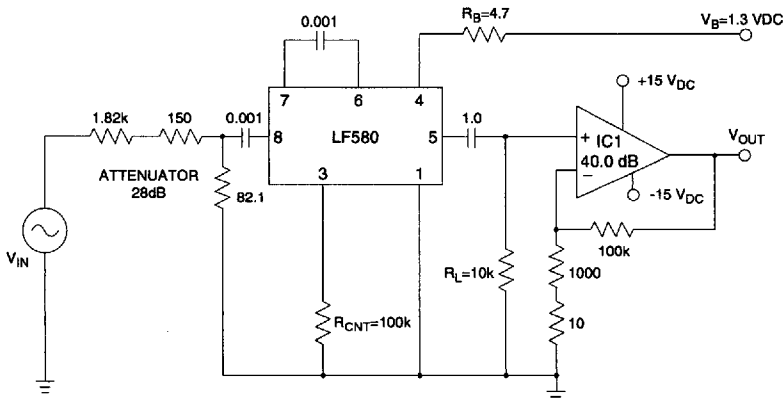 0.001
R_B=4.7
V_B=1.3 VDC
7
6
4
+15 V_DC
1.82k
150
0.001
1.0
V_OUT
8
LF580
5
+
IC1
40.0 dB
−
ATTENUATOR
28dB
3
1
82.1
-15 V_DC
100k
V_IN
R_L=10k
1000
R_CNT=100k
10